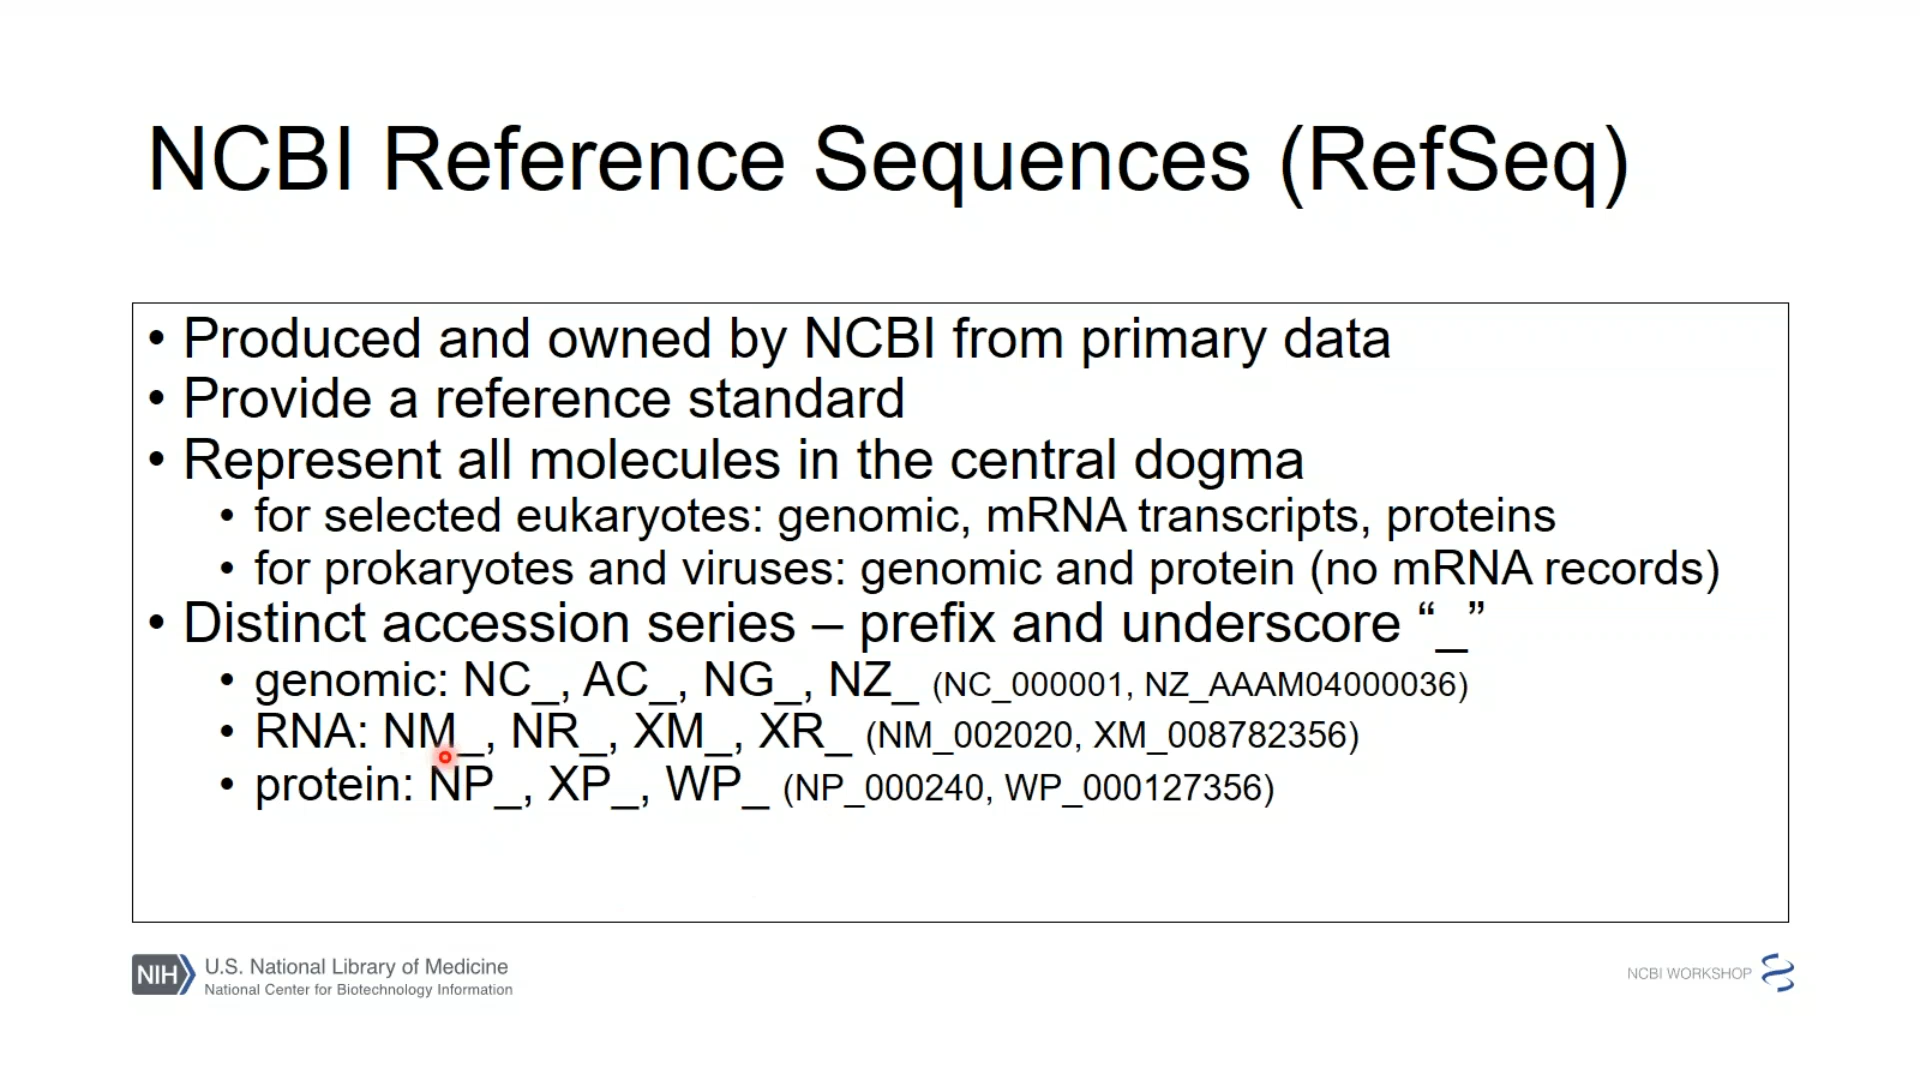 NCBI Reference Sequences (RefSeq)
• Produced and owned by NCBI from primary data
• Provide a reference standard
• Represent all molecules in the central dogma
• for selected eukaryotes: genomic, mRNA transcripts, proteins
• for prokaryotes and viruses: genomic and protein (no mRNA records)
• Distinct accession series – prefix and underscore “_”
• genomic: NC_, AC_, NG_, NZ_ (NC_000001, NZ_AAAM04000036)
• RNA: NM_, NR_, XM_, XR_ (NM_002020, XM_008782356)
• protein: NP_, XP_, WP_ (NP_000240, WP_000127356)
NIH
U.S. National Library of Medicine
National Center for Biotechnology Information
NCBI WORKSHOP